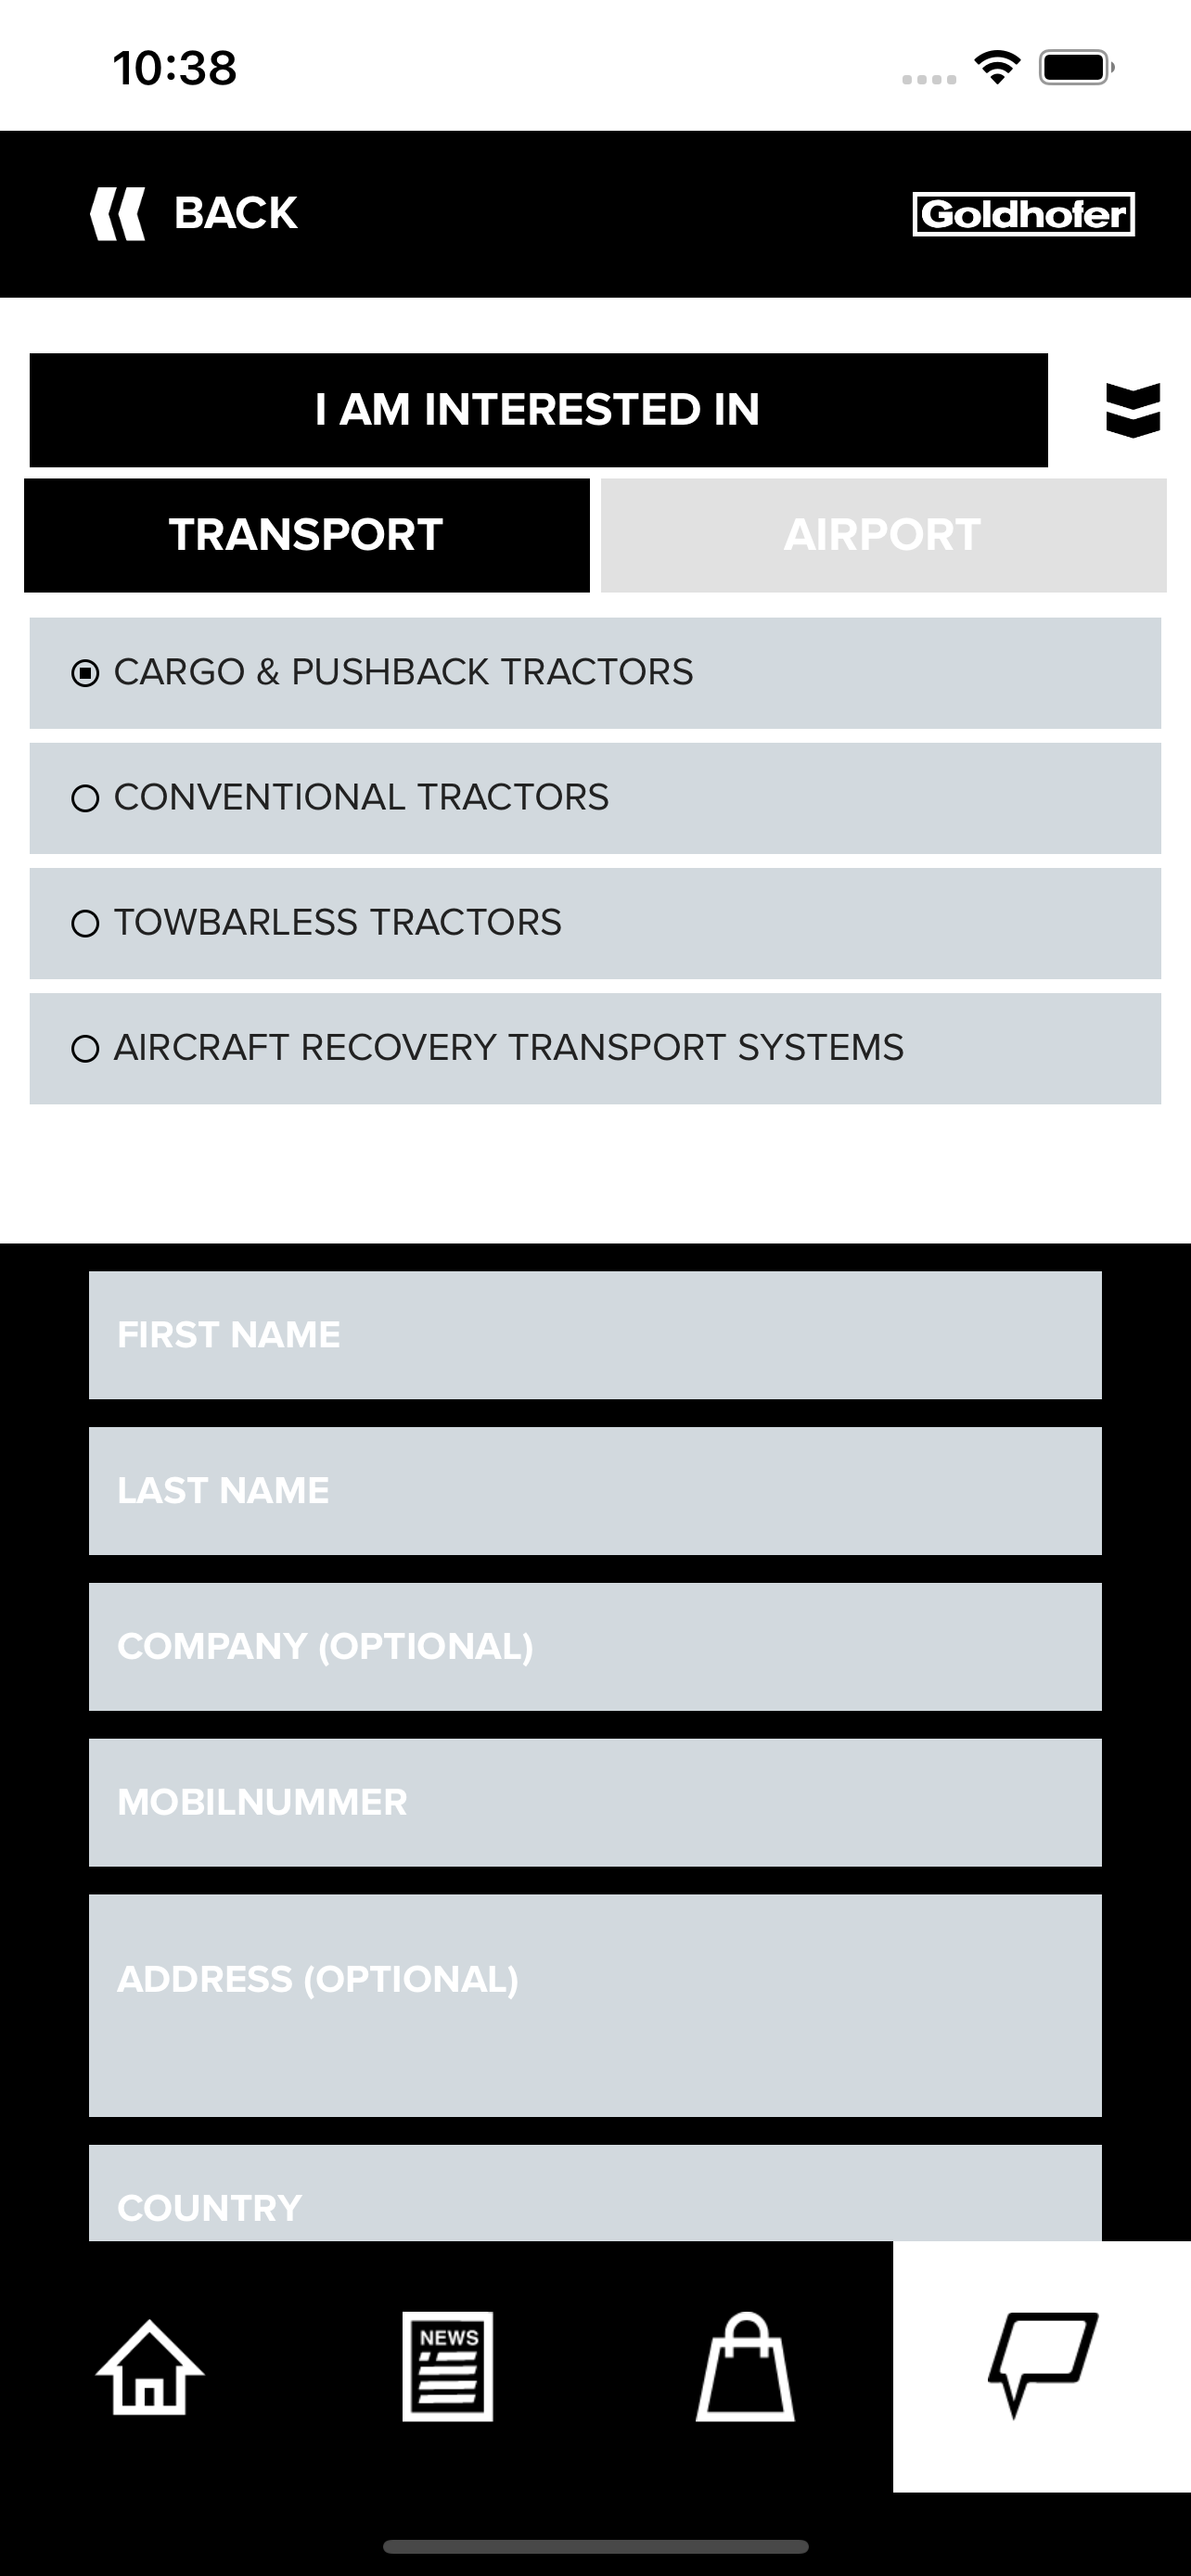 10:38
BACK
Goldhofer
I AM INTERESTED IN
TRANSPORT
AIRPORT
CARGO & PUSHBACK TRACTORS
CONVENTIONAL TRACTORS
TOWBARLESS TRACTORS
AIRCRAFT RECOVERY TRANSPORT SYSTEMS
FIRST NAME
LAST NAME
COMPANY (OPTIONAL)
MOBILNUMMER
ADDRESS (OPTIONAL)
COUNTRY
NEWS